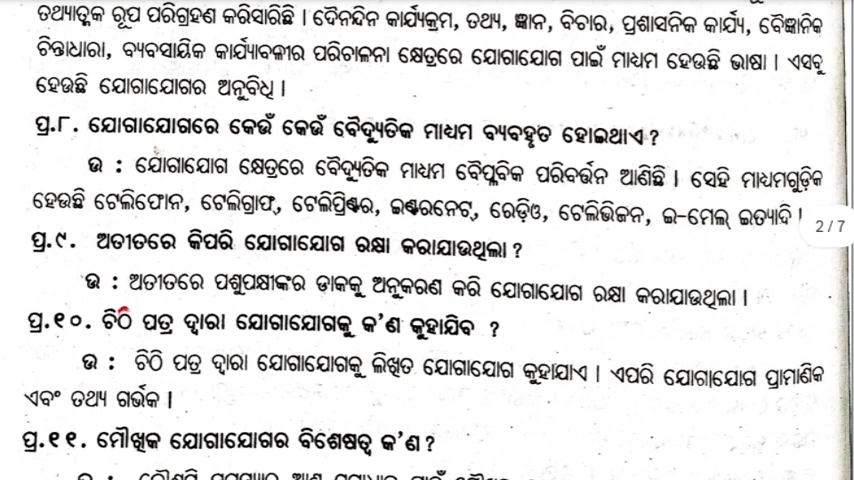 ତଥ୍ୟାତ୍ମକ ରୂପ ପରିଗ୍ରହଣ କରିସାରିଛି । ଦୈନନ୍ଦିନ କାର୍ଯ୍ୟକ୍ରମ, ତଥ୍ୟ, ଜ୍ଞାନ, ବିଚାର, ପ୍ରଶାସନିକ କାର୍ଯ୍ୟ, ବୈଜ୍ଞାନିକ
ଚିନ୍ତାଧାରା, ବ୍ୟବସାୟିକ କାର୍ଯ୍ୟାବଳୀର ପରିଚାଳନା କ୍ଷେତ୍ରରେ ଯୋଗାଯୋଗ ପାଇଁ ମାଧ୍ୟମ ହେଉଛି ଭାଷା । ଏସବୁ
ହେଉଛି ଯୋଗାଯୋଗର ଅନୁବିଧି ।
ପ୍ର.୮. ଯୋଗାଯୋଗରେ କେଉଁ କେଉଁ ବୈଦ୍ୟୁତିକ ମାଧ୍ୟମ ବ୍ୟବହୃତ ହୋଇଥାଏ ?
ଉ : ଯୋଗାଯୋଗ କ୍ଷେତ୍ରରେ ବୈଦ୍ୟୁତିକ ମାଧ୍ୟମ ବୈପ୍ଳବିକ ପରିବର୍ତ୍ତନ ଆଣିଛି । ସେହି ମାଧ୍ୟମଗୁଡ଼ିକ
ହେଉଛି ଟେଲିଫୋନ, ଟେଲିଗ୍ରାଫ୍, ଟେଲିପ୍ରିଣ୍ଟର, ଇଣ୍ଟରନେଟ୍, ରେଡ଼ିଓ, ଟେଲିଭିଜନ, ଇ-ମେଲ୍ ଇତ୍ୟାଦି ।
2/7
ପ୍ର.୯. ଅତୀତରେ କିପରି ଯୋଗାଯୋଗ ରକ୍ଷା କରାଯାଉଥିଲା ?
ଉ : ଅତୀତରେ ପଶୁପକ୍ଷୀଙ୍କର ଡାକକୁ ଅନୁକରଣ କରି ଯୋଗାଯୋଗ ରକ୍ଷା କରାଯାଉଥିଲା ।
ପ୍ର.୧୦. ଚିଠି ପତ୍ର ଦ୍ୱାରା ଯୋଗାଯୋଗକୁ କ'ଣ କୁହାଯିବ ?
ଉ : ଚିଠି ପତ୍ର ଦ୍ୱାରା ଯୋଗାଯୋଗକୁ ଲିଖିତ ଯୋଗାଯୋଗ କୁହାଯାଏ । ଏପରି ଯୋଗାଯୋଗ ପ୍ରାମାଣିକ
ଏବଂ ତଥ୍ୟ ଗର୍ଭକ ।
ପ୍ର.୧୧. ମୌଖିକ ଯୋଗାଯୋଗର ବିଶେଷତ୍ୱ କ'ଣ ?
ଉ :